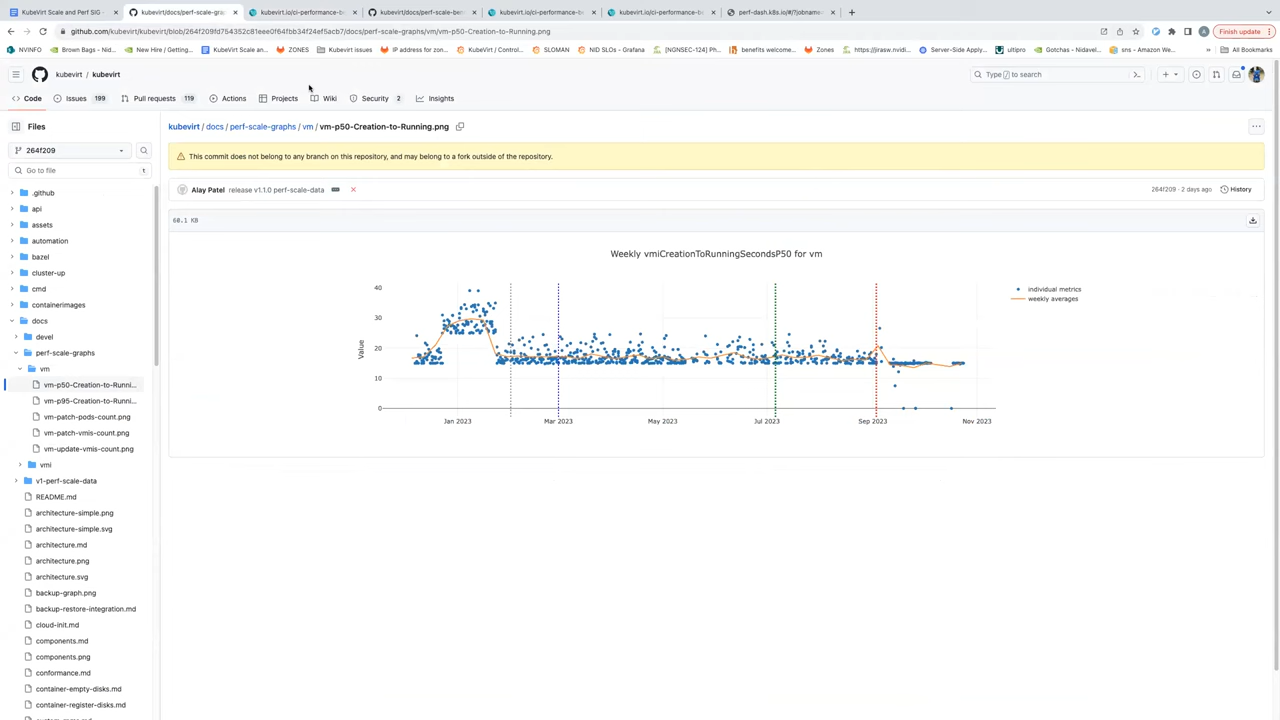 KubeVirt Scale and Perf SIG
kubevirt/docs/perf-scale-grap
kubevirt.io/ci-performance-be
kubevirt/docs/perf-scale-ben
kubevirt.io/ci-performance-b
kubevirt.io/ci-performance-b
perf-dash.k8s.io/#/?jobname=
github.com/kubevirt/kubevirt/blob/264f209fd754352c81eee0f64fbb34f24ef5acb7/docs/perf-scale-graphs/vm/vm-p50-Creation-to-Running.png
Finish update
NVINFO
Brown Bags - Nid...
New Hire / Getting...
KubeVirt Scale an...
ZONES
Kubevirt issues
IP address for zon...
KubeVirt / Control...
SLOMAN
NID SLOs - Grafana
[NGNSEC-124] Ph...
benefits welcome...
Zones
https://jirasw.nvidi...
Server-Side Apply...
ultipro
Gotchas - Nidavel...
sns - Amazon We...
All Bookmarks
kubevirt / kubevirt
Type / to search
Code
Issues 199
Pull requests 119
Actions
Projects
Wiki
Security 2
Insights
Files
264f209
Go to file
t
.github
api
assets
automation
bazel
cluster-up
cmd
containerimages
docs
devel
perf-scale-graphs
vm
vm-p50-Creation-to-Runni...
vm-p95-Creation-to-Runni...
vm-patch-pods-count.png
vm-patch-vmis-count.png
vm-update-vmis-count.png
vmi
v1-perf-scale-data
README.md
architecture-simple.png
architecture-simple.svg
architecture.md
architecture.png
architecture.svg
backup-graph.png
backup-restore-integration.md
cloud-init.md
components.md
components.png
conformance.md
container-empty-disks.md
container-register-disks.md
kubevirt / docs / perf-scale-graphs / vm / vm-p50-Creation-to-Running.png
This commit does not belong to any branch on this repository, and may belong to a fork outside of the repository.
Alay Patel release v1.1.0 perf-scale-data
264f209 · 2 days ago
History
60.1 KB
Weekly vmiCreationToRunningSecondsP50 for vm
individual metrics
weekly averages
Value
40
30
20
10
0
Jan 2023
Mar 2023
May 2023
Jul 2023
Sep 2023
Nov 2023